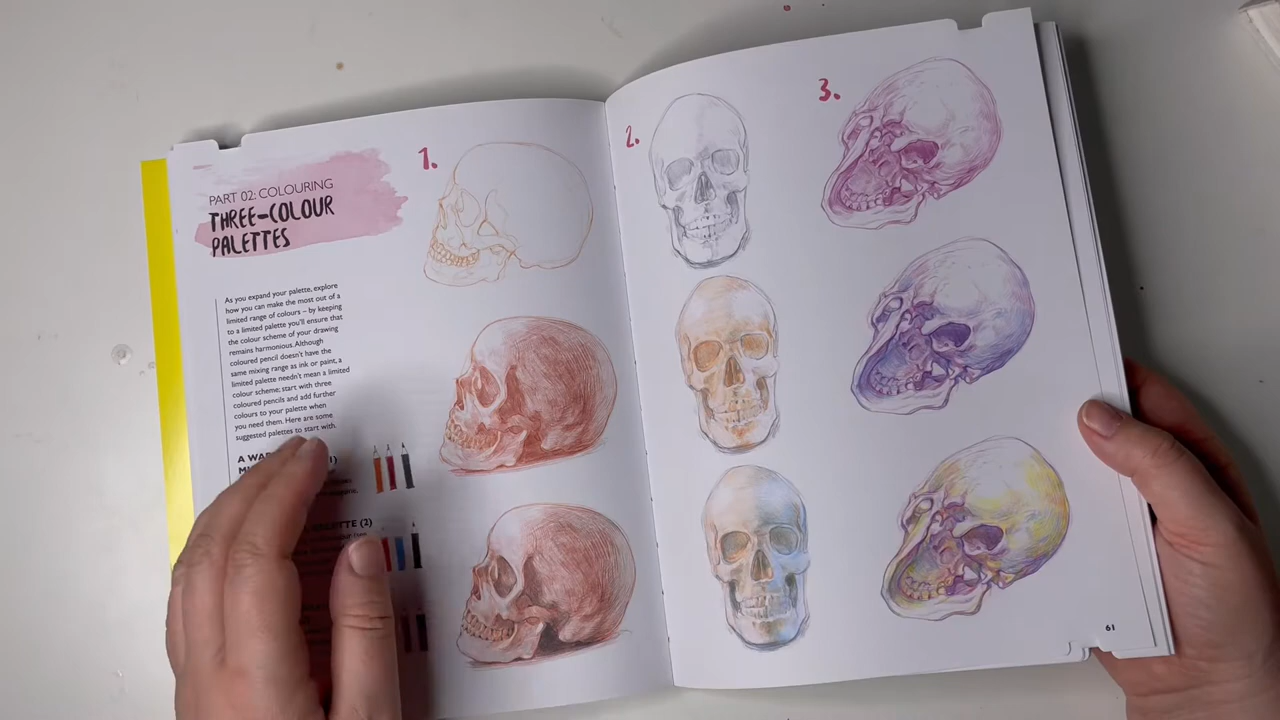 PART 02: COLOURING
THREE-COLOUR
PALETTES
As you expand your palette, explore
how you can make the most out of a
limited range of colours – by keeping
to a limited palette you'll ensure that
the colour scheme of your drawing
remains harmonious. Although
coloured pencil doesn't have the
same mixing range as ink or paint, a
limited palette needn't mean a limited
colour scheme; start with three
coloured pencils and add further
colours to your palette when
you need them. Here are some
suggested palettes to start with.
1)
(2)
1.
2.
3.
61